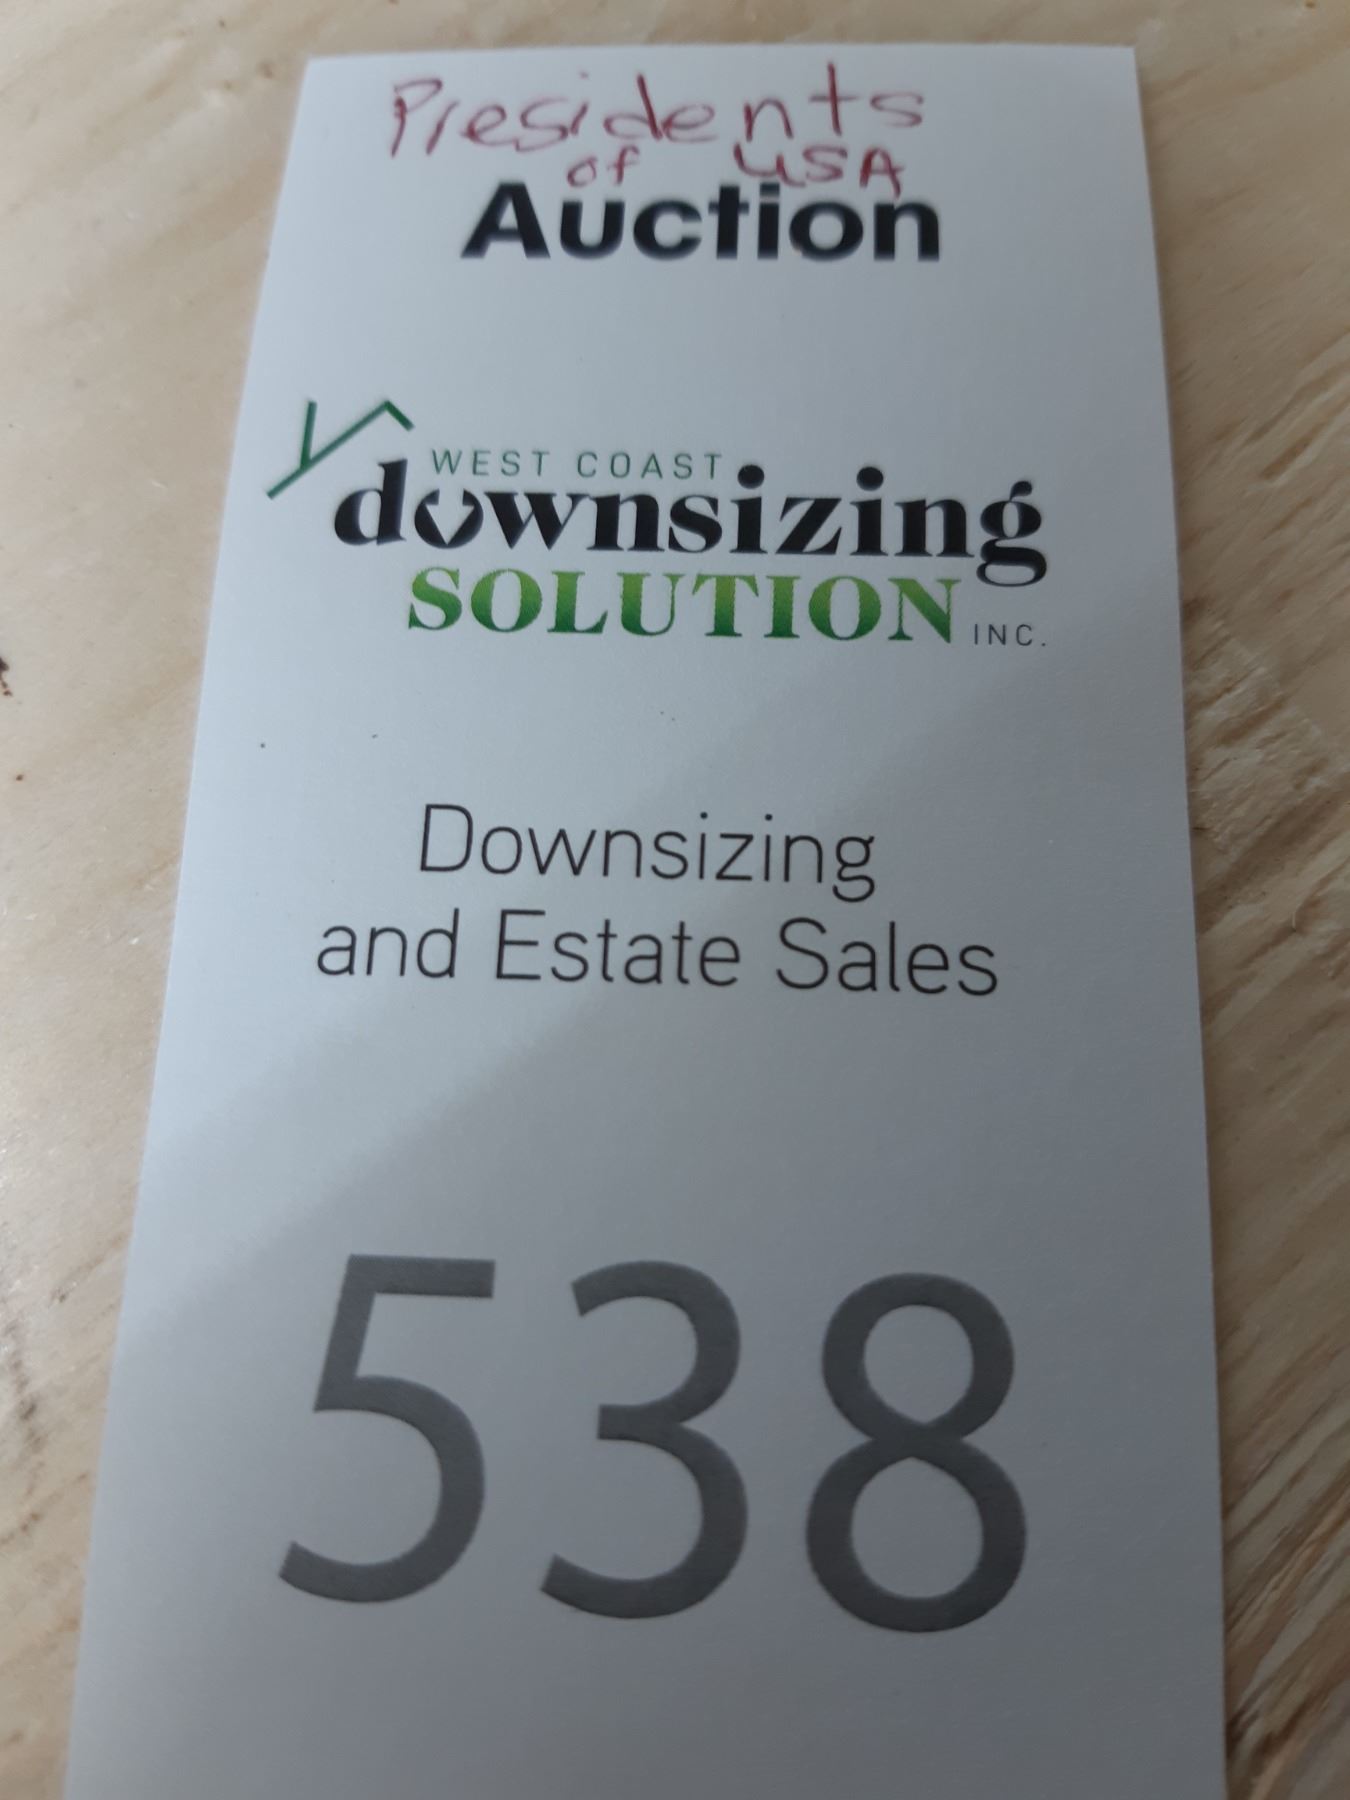 Presidents
of USA
Auction
WEST COAST
downsizing
SOLUTION INC.
Downsizing
and Estate Sales
538